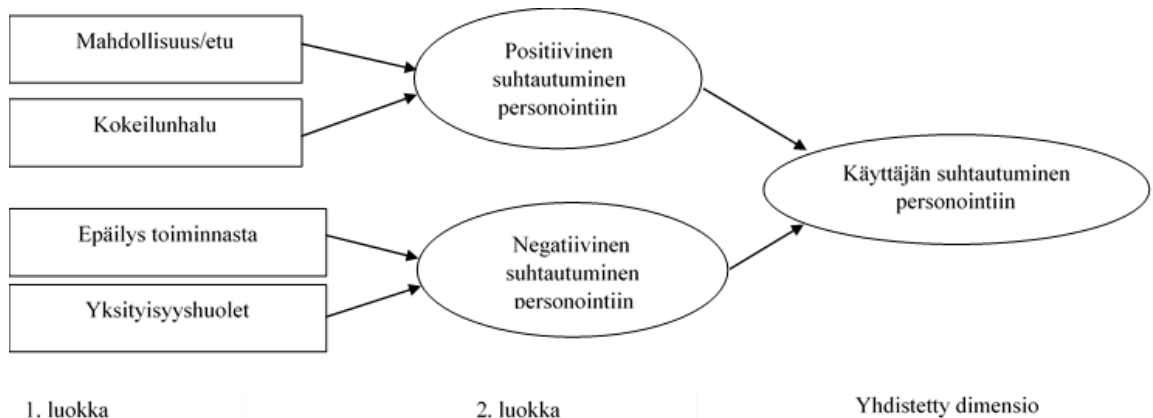 Mahdollisuus/etu
Kokeilunhalu
Positiivinen
suhtautuminen
personointiin
Käyttäjän suhtautuminen
personointiin
Epäilys toiminnasta
Yksityisyyshuolet
Negatiivinen
suhtautuminen
personointiin
1. luokka
2. luokka
Yhdistetty dimensio